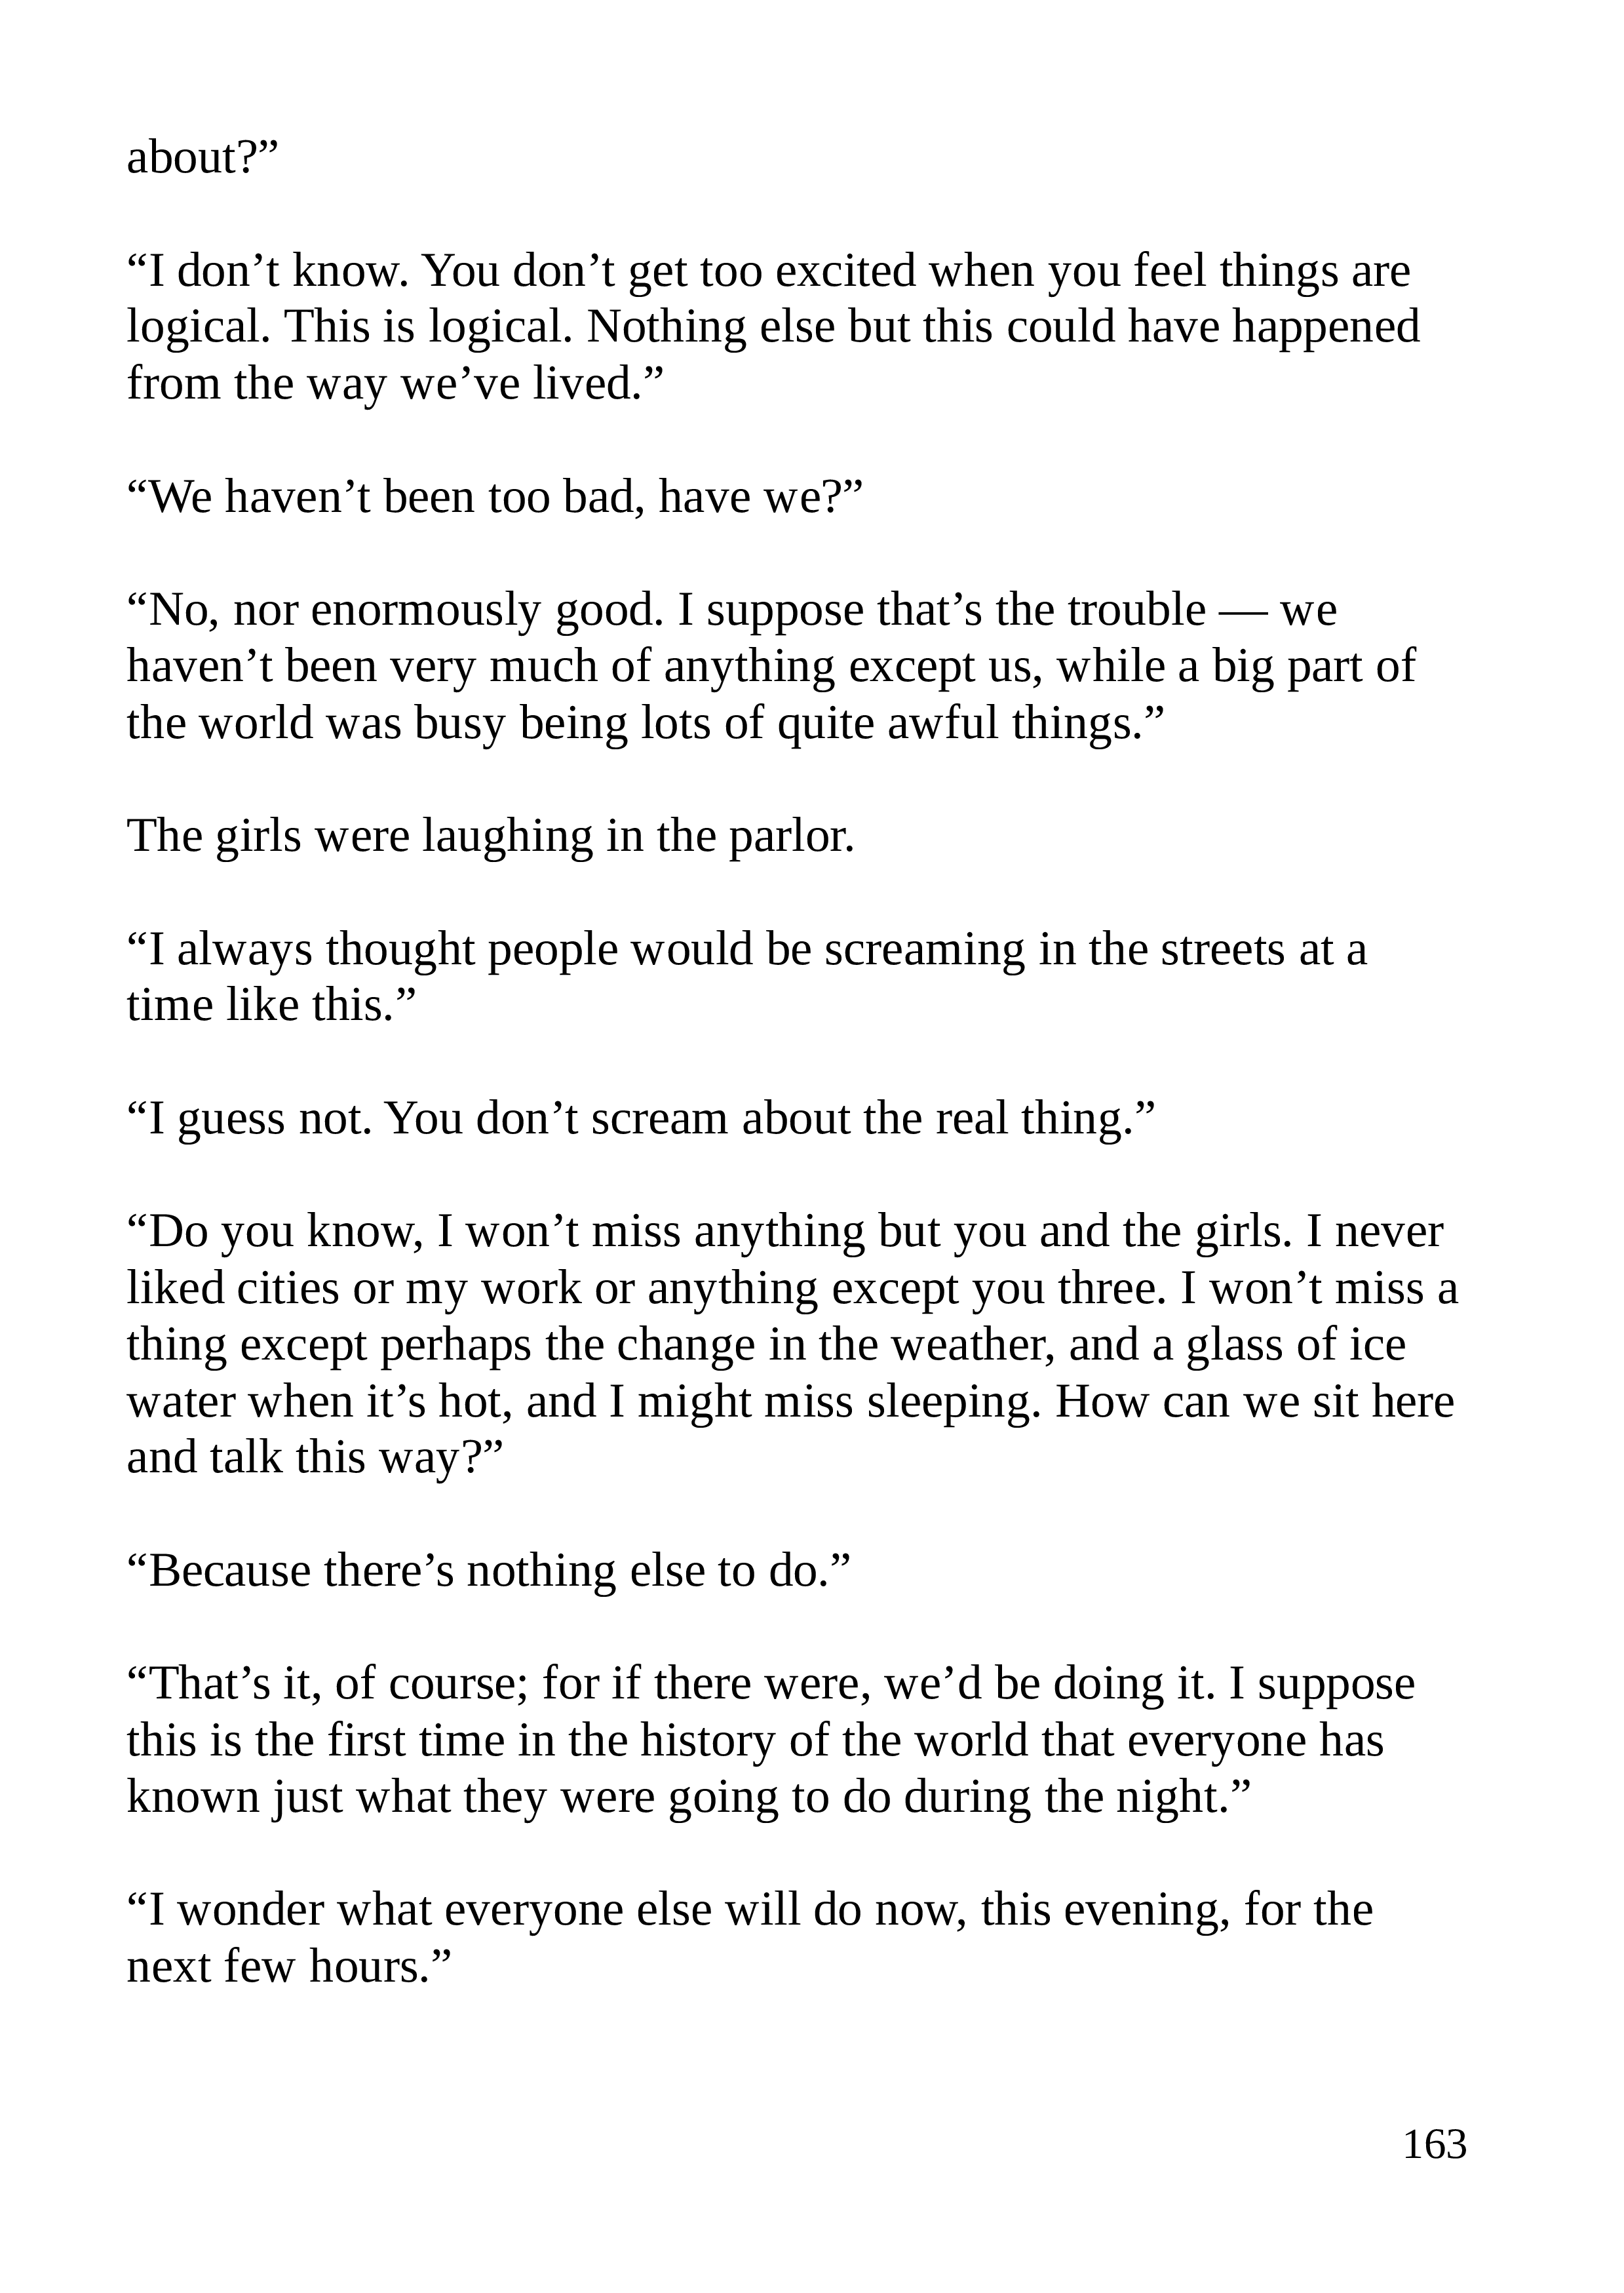 about?”
“I don’t know. You don’t get too excited when you feel things are
logical. This is logical. Nothing else but this could have happened
from the way we’ve lived.”
“We haven’t been too bad, have we?”
“No, nor enormously good. I suppose that’s the trouble — we
haven’t been very much of anything except us, while a big part of
the world was busy being lots of quite awful things.”
The girls were laughing in the parlor.
“I always thought people would be screaming in the streets at a
time like this.”
“I guess not. You don’t scream about the real thing.”
“Do you know, I won’t miss anything but you and the girls. I never
liked cities or my work or anything except you three. I won’t miss a
thing except perhaps the change in the weather, and a glass of ice
water when it’s hot, and I might miss sleeping. How can we sit here
and talk this way?”
“Because there’s nothing else to do.”
“That’s it, of course; for if there were, we’d be doing it. I suppose
this is the first time in the history of the world that everyone has
known just what they were going to do during the night.”
“I wonder what everyone else will do now, this evening, for the
next few hours.”
163